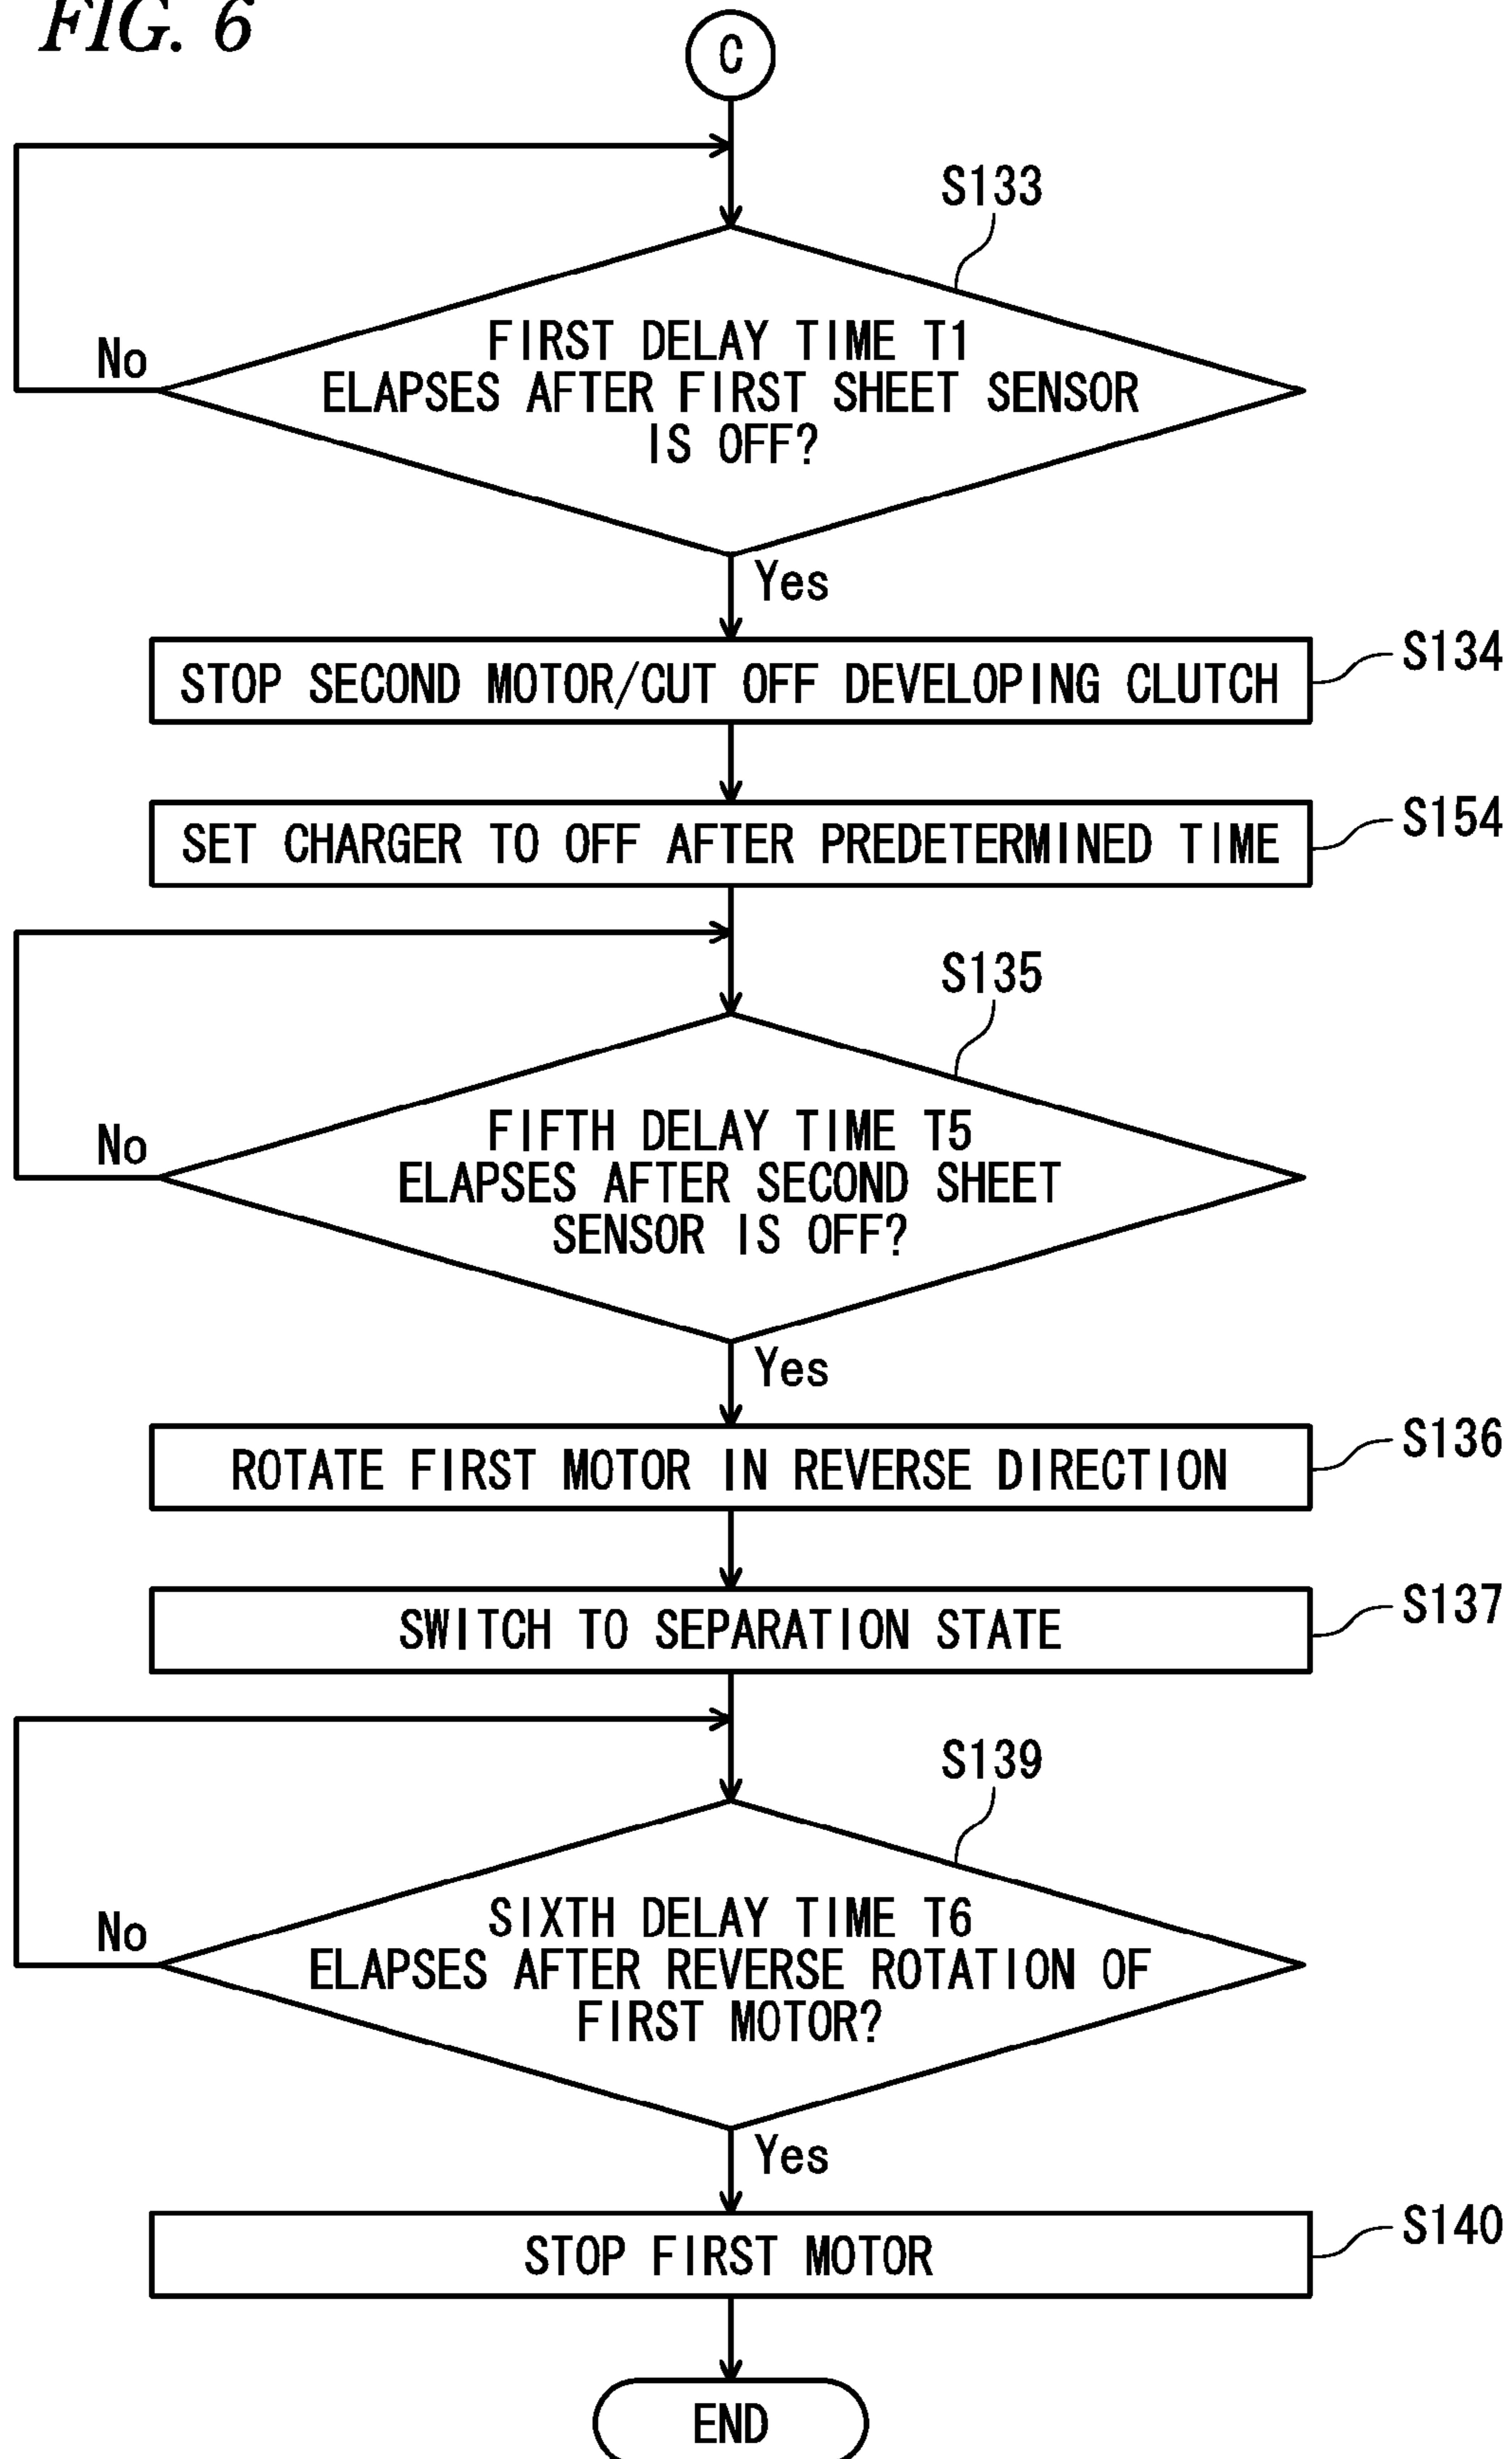 FIG. 6
C
S133
FIRST DELAY TIME T1
ELAPSES AFTER FIRST SHEET SENSOR
IS OFF?
No
Yes
STOP SECOND MOTOR/CUT OFF DEVELOPING CLUTCH
S134
SET CHARGER TO OFF AFTER PREDETERMINED TIME
S154
S135
FIFTH DELAY TIME T5
ELAPSES AFTER SECOND SHEET
SENSOR IS OFF?
No
Yes
ROTATE FIRST MOTOR IN REVERSE DIRECTION
S136
SWITCH TO SEPARATION STATE
S137
S139
SIXTH DELAY TIME T6
ELAPSES AFTER REVERSE ROTATION OF
FIRST MOTOR?
No
Yes
STOP FIRST MOTOR
S140
END